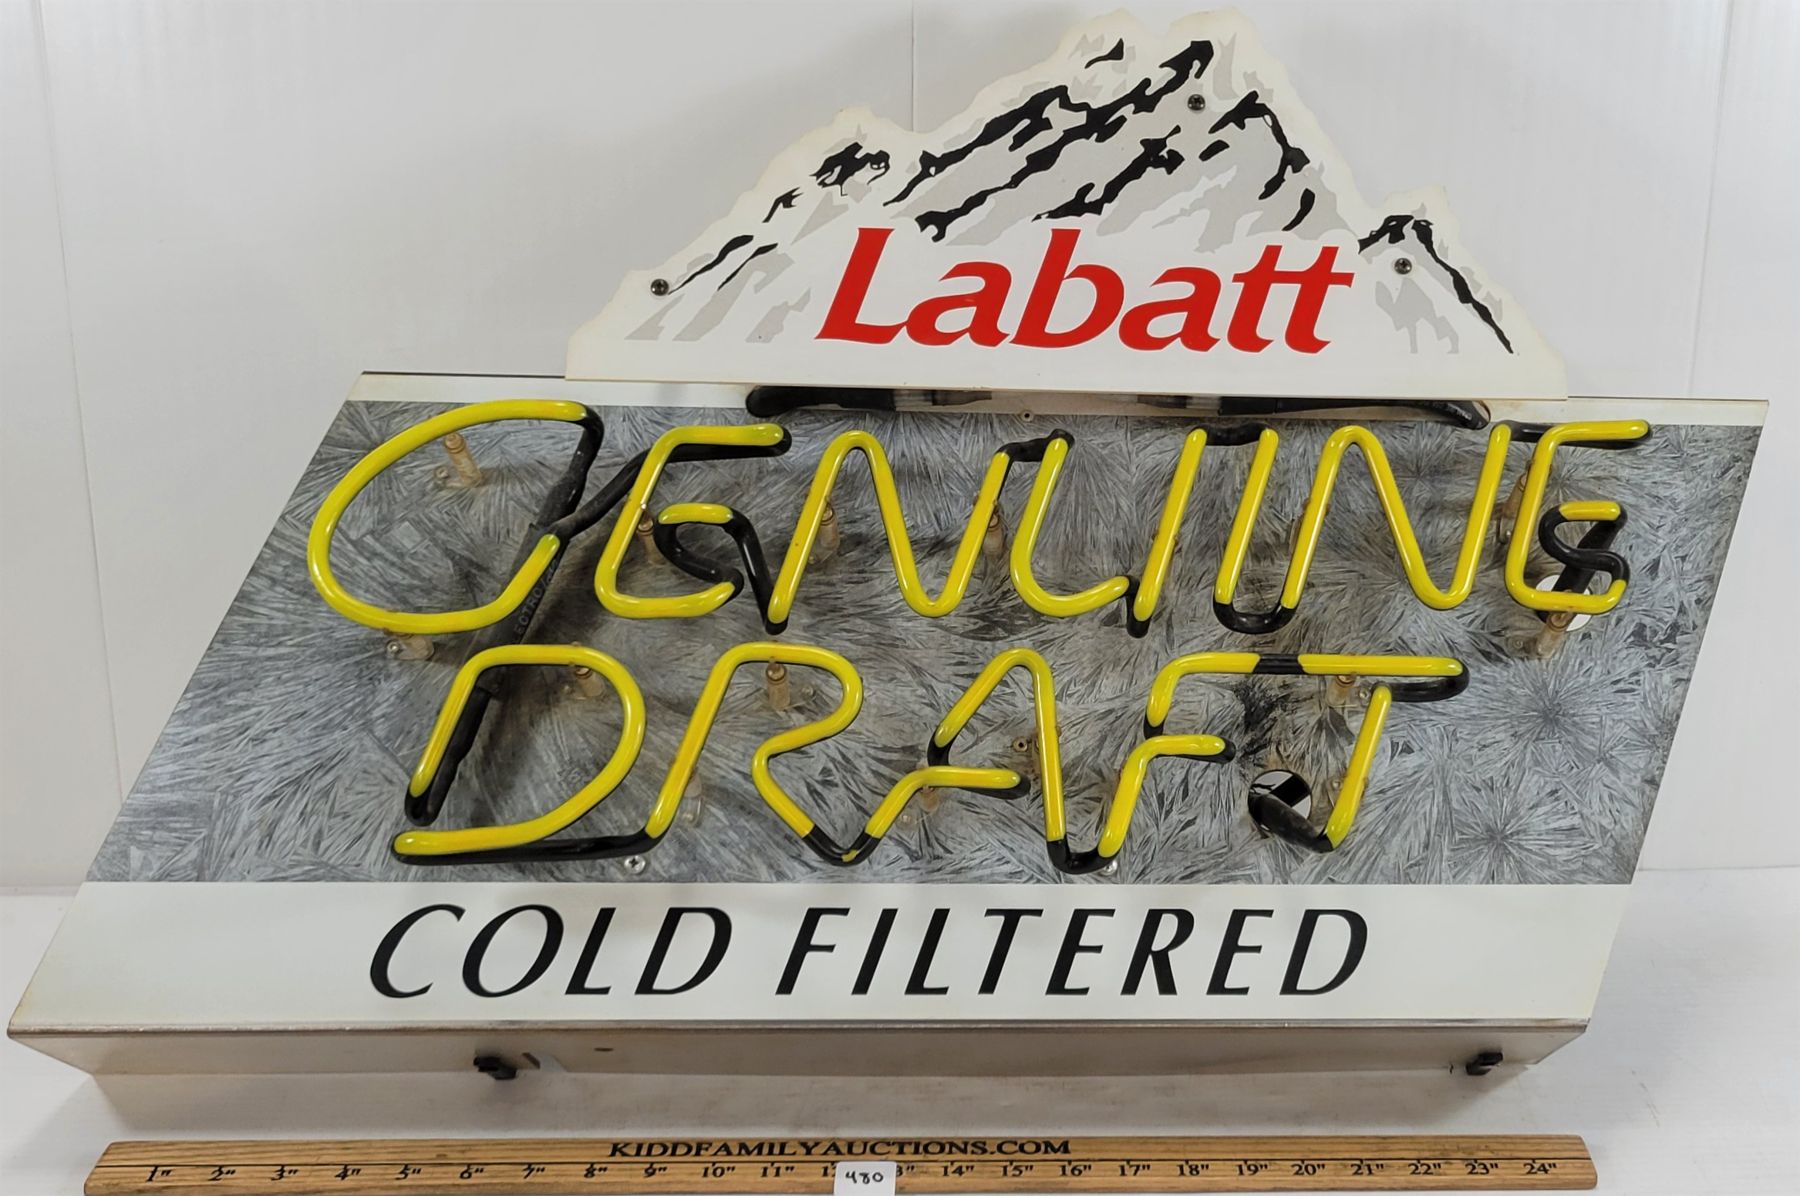 Labatt
GENUINE
DRAFT
COLD FILTERED
KIDDFAMILYAUCTIONS.COM
1" 2" 3" 4" 5" 6" 7" 8" 9" 10" 11" 14" 15" 16" 17" 18" 19" 20" 21" 22" 23" 24"
480